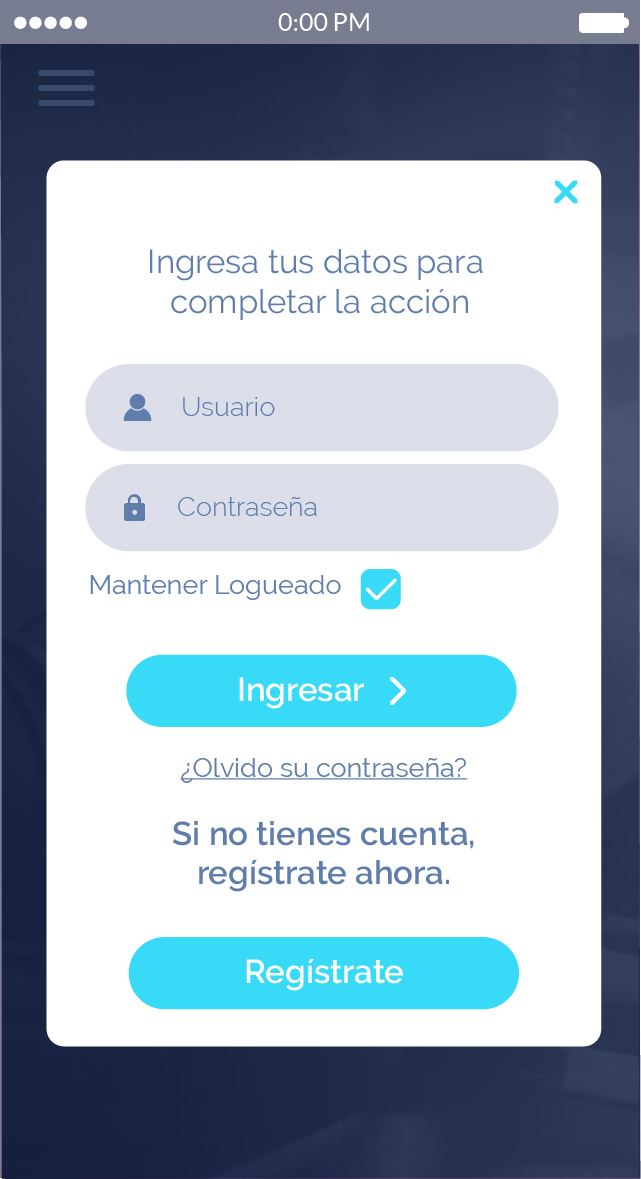 0:00 PM
Ingresa tus datos para
completar la acción
Usuario
Contraseña
Mantener Logueado
Ingresar
¿Olvido su contraseña?
Si no tienes cuenta,
regístrate ahora.
Regístrate